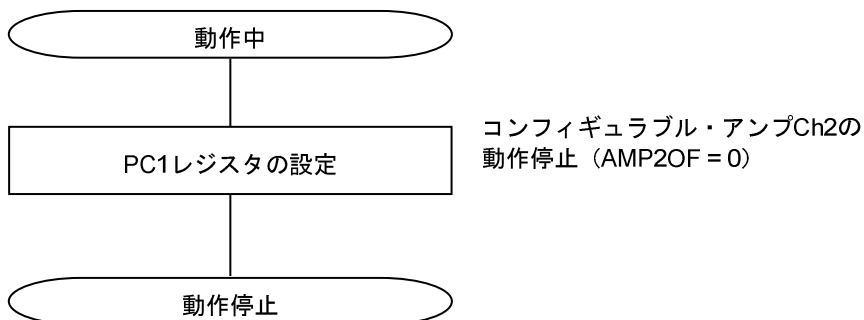 動作中
PC1レジスタの設定
コンフィギュラブル・アンプCh2の
動作停止（AMP2OF = 0）
動作停止